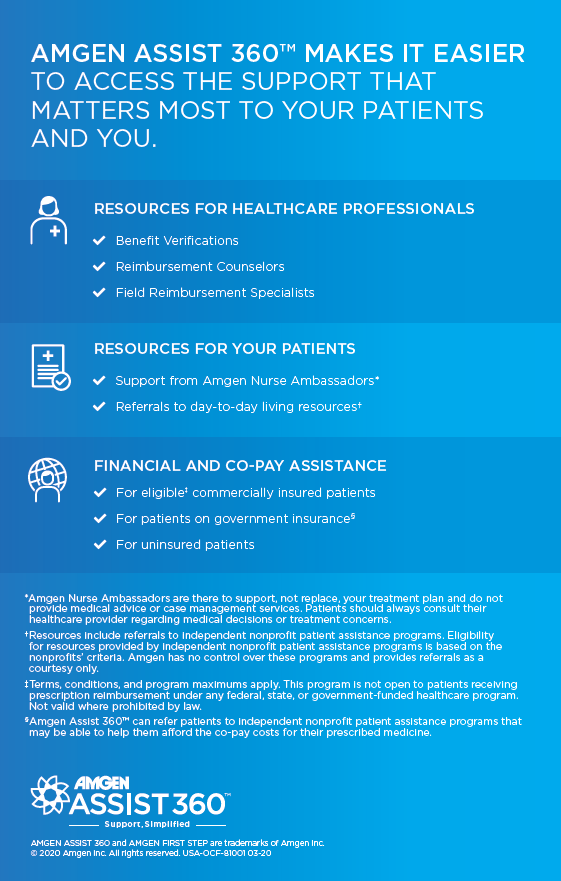 AMGEN ASSIST 360™ MAKES IT EASIER
TO ACCESS THE SUPPORT THAT
MATTERS MOST TO YOUR PATIENTS
AND YOU.
RESOURCES FOR HEALTHCARE PROFESSIONALS
Benefit Verifications
Reimbursement Counselors
Field Reimbursement Specialists
RESOURCES FOR YOUR PATIENTS
Support from Amgen Nurse Ambassadors*
Referrals to day-to-day living resources†
FINANCIAL AND CO-PAY ASSISTANCE
For eligible‡ commercially insured patients
For patients on government insurance§
For uninsured patients
*Amgen Nurse Ambassadors are there to support, not replace, your treatment plan and do not
provide medical advice or case management services. Patients should always consult their
healthcare provider regarding medical decisions or treatment concerns.
†Resources include referrals to independent nonprofit patient assistance programs. Eligibility
for resources provided by independent nonprofit patient assistance programs is based on the
nonprofits' criteria. Amgen has no control over these programs and provides referrals as a
courtesy only.
‡Terms, conditions, and program maximums apply. This program is not open to patients receiving
prescription reimbursement under any federal, state, or government-funded healthcare program.
Not valid where prohibited by law.
§Amgen Assist 360™ can refer patients to independent nonprofit patient assistance programs that
may be able to help them afford the co-pay costs for their prescribed medicine.
AMGEN
ASSIST 360™
Support, Simplified
AMGEN ASSIST 360 and AMGEN FIRST STEP are trademarks of Amgen Inc.
© 2020 Amgen Inc. All rights reserved. USA-OCF-81001 03-20